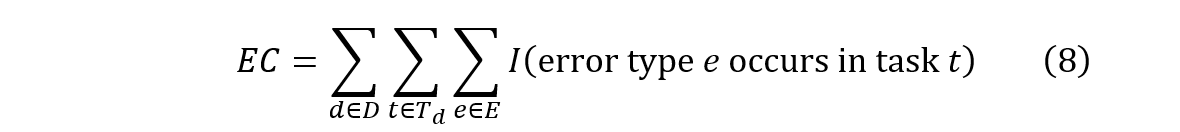 EC = ∑_{d∈D} ∑_{t∈T_d} ∑_{e∈E} I(error type e occurs in task t) (8)